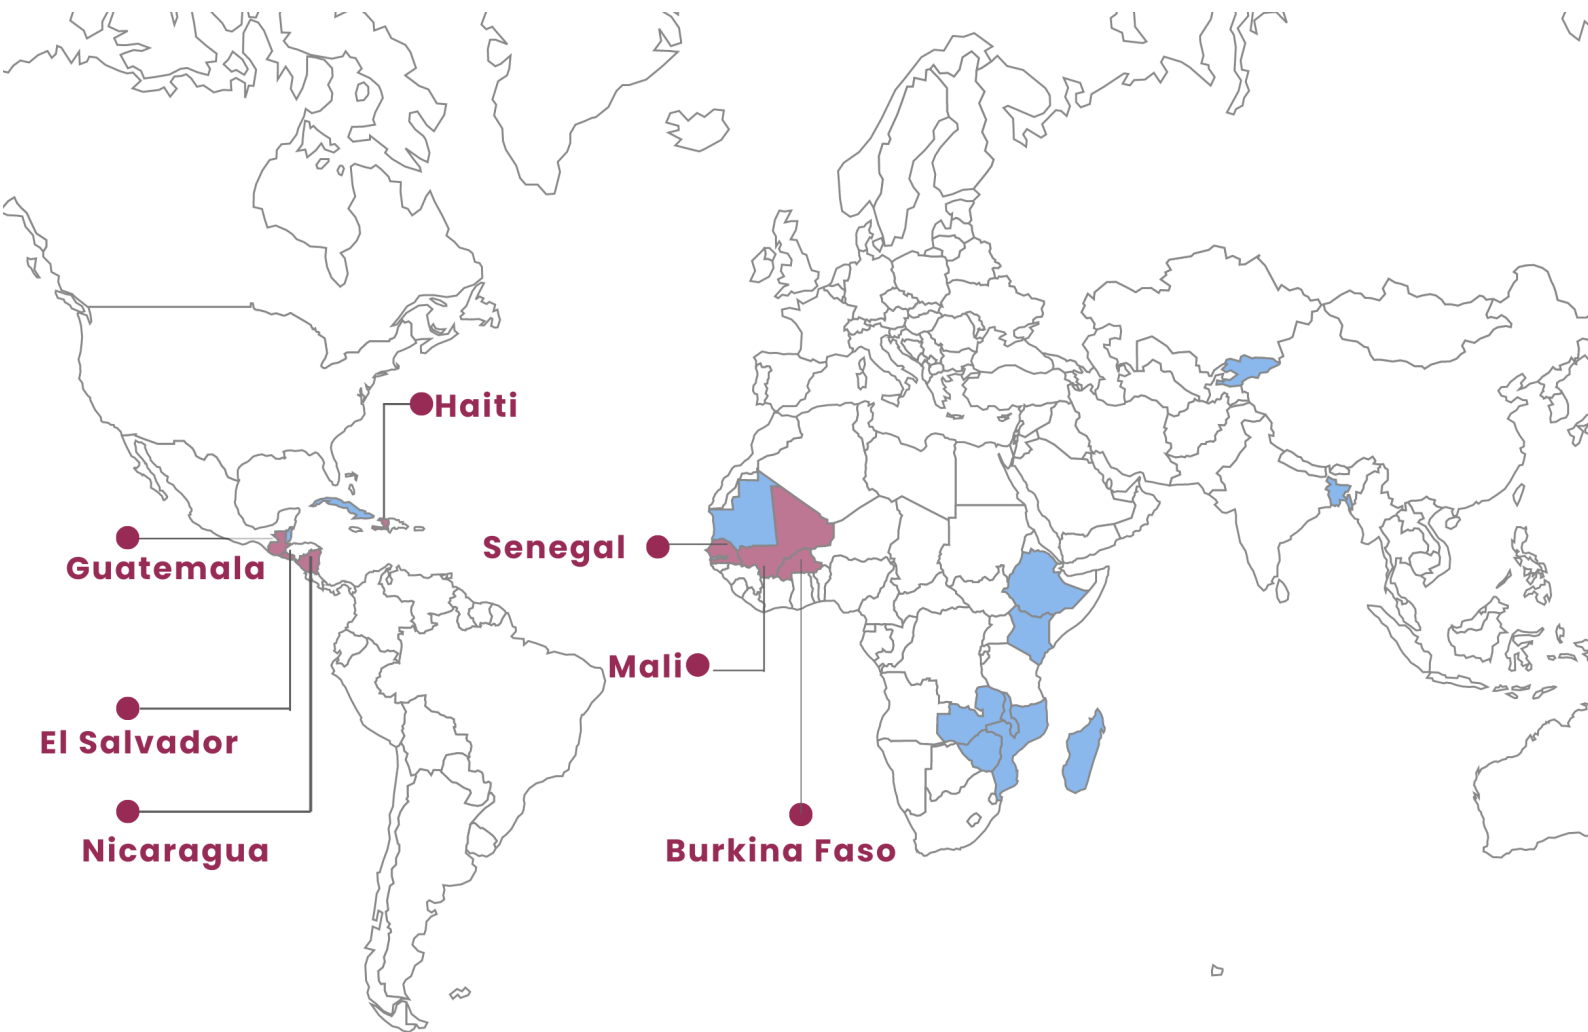 Haiti
Guatemala
Senegal
Mali
El Salvador
Nicaragua
Burkina Faso